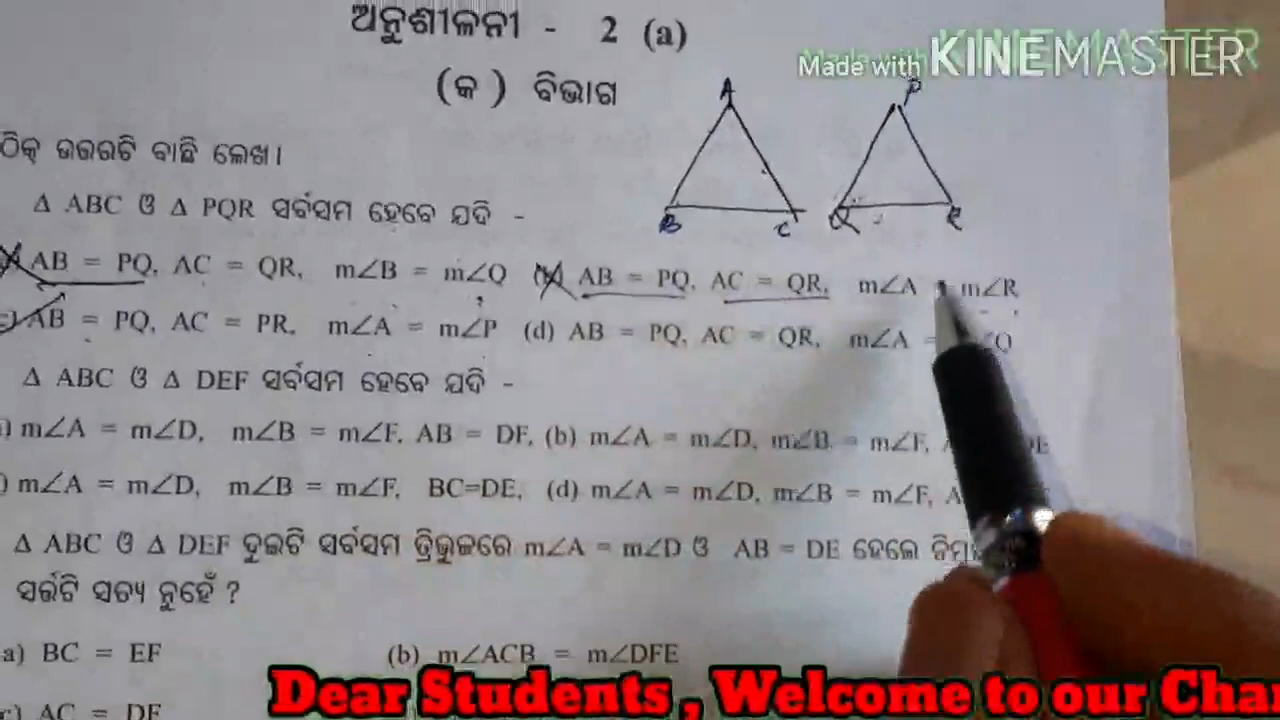 ଅନୁଶୀଳନୀ - 2 (a)
Made with KINEMASTER
(କ) ବିଭାଗ
A P
ଠିକ୍ ଉତ୍ତରଟି ବାଛି ଲେଖ।
Δ ABC ଓ Δ PQR ସର୍ବସମ ହେବେ ଯଦି -
B C Q R
AB = PQ, AC = QR, m∠B = m∠Q AB = PQ, AC = QR, m∠A = m∠R
AB = PQ, AC = PR, m∠A = m∠P (d) AB = PQ, AC = QR, m∠A =
Δ ABC ଓ Δ DEF ସର୍ବସମ ହେବେ ଯଦି -
) m∠A = m∠D, m∠B = m∠F, AB = DF, (b) m∠A = m∠D, m∠B = m∠F,
) m∠A = m∠D, m∠B = m∠F, BC=DE, (d) m∠A = m∠D, m∠B = m∠F,
Δ ABC ଓ Δ DEF ଦୁଇଟି ସର୍ବସମ ତ୍ରିଭୁଜରେ m∠A = m∠D ଓ AB = DE ହେଲେ
ସର୍ତ୍ତଟି ସତ୍ୟ ନୁହେଁ ?
a) BC = EF (b) m∠ACB = m∠DFE
c) AC = DF
Dear Students , Welcome to our Cha